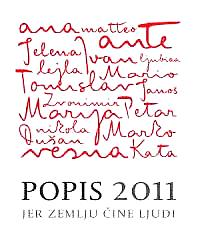 ana matteo ante
Jelena Ivan ljubica
lejla Mario
Tomislav Janos
Zvonimir
Marija Petar
nikola Marko
Dušan
vesna Kata
POPIS 2011
JER ZEMLJU ČINE LJUDI